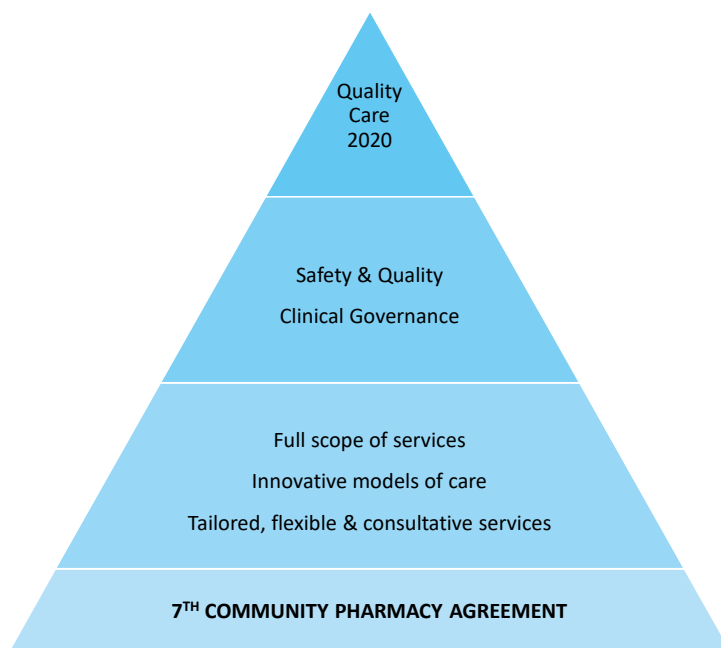 Quality
Care
2020
Safety & Quality
Clinical Governance
Full scope of services
Innovative models of care
Tailored, flexible & consultative services
7TH COMMUNITY PHARMACY AGREEMENT